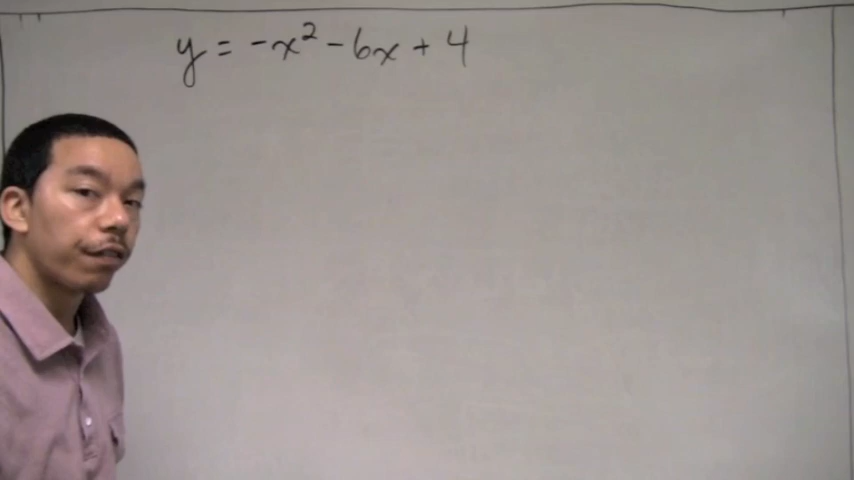 y = -x² - 6x + 4